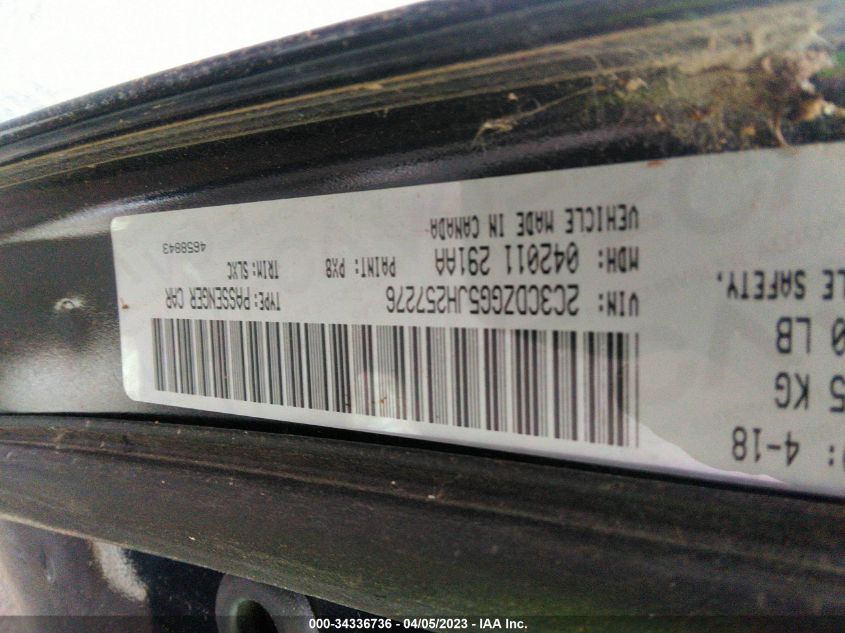 : 4-18
5 KG
0 LB
LE SAFETY.
VIN: 2C3CDZGG5JH257276 TYPE: PASSENGER CAR
MDH: 042011 291AA PAINT: PX8 TRIM: SLXC
VEHICLE MADE IN CANADA 4658843
000-34336736 - 04/05/2023 - IAA Inc.